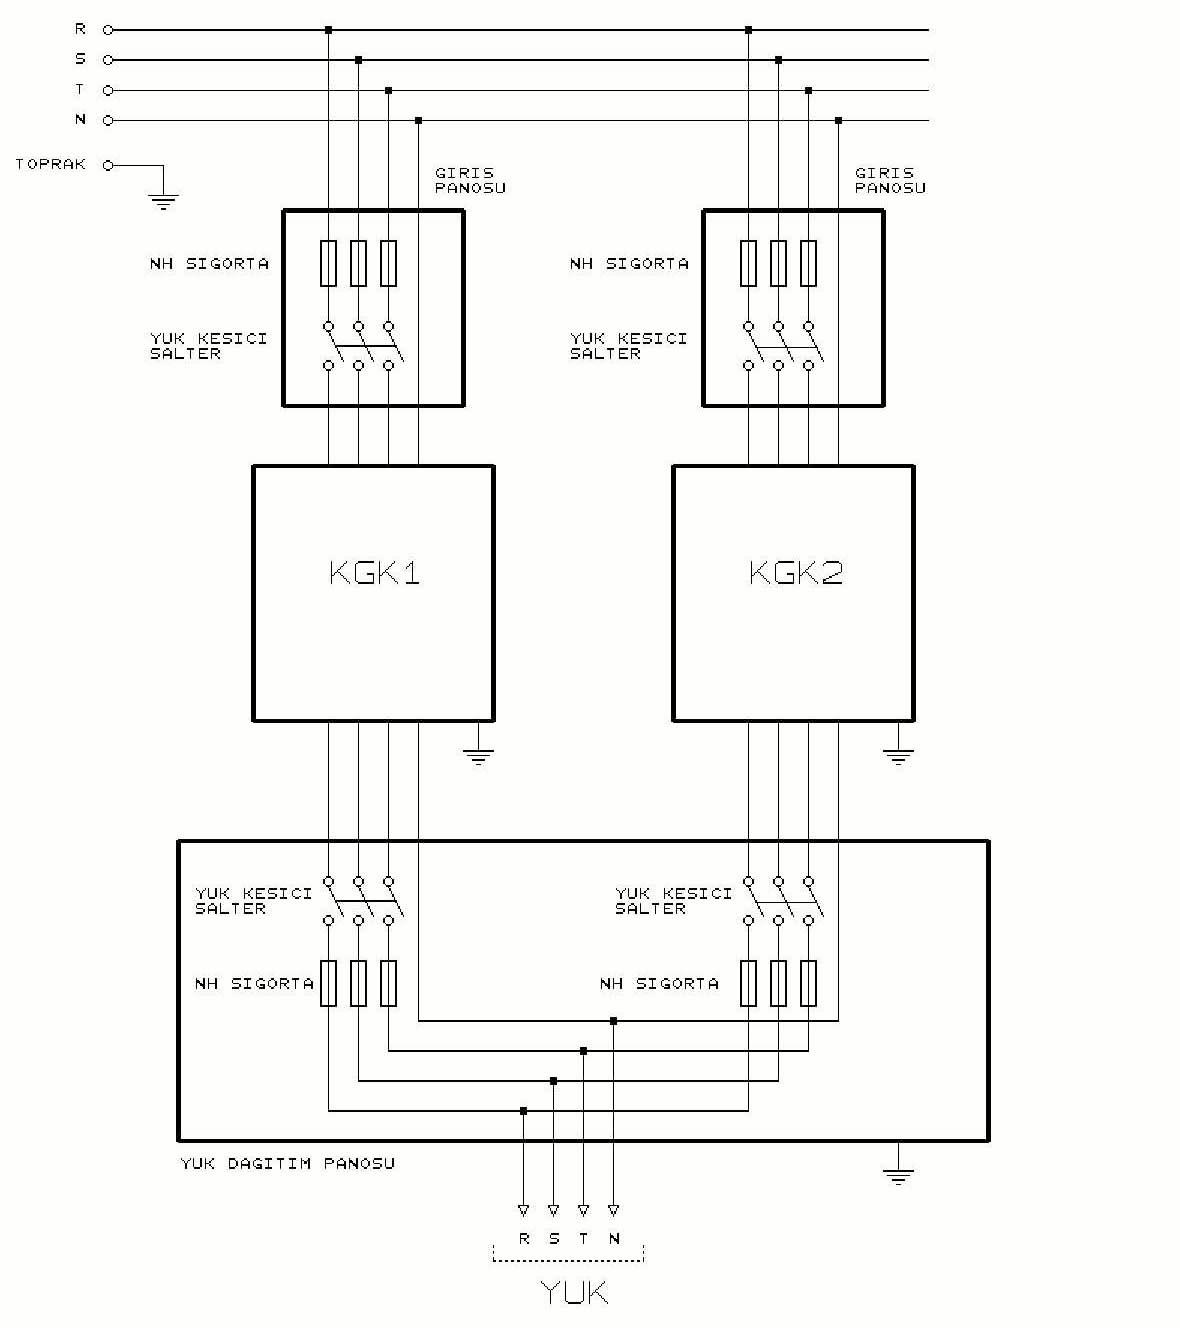 R
S
T
N
TOPRAK
GIRIS
PANOSU
GIRIS
PANOSU
NH SIGORTA
NH SIGORTA
YUK KESICI
SALTER
YUK KESICI
SALTER
KGK1
KGK2
YUK KESICI
SALTER
YUK KESICI
SALTER
NH SIGORTA
NH SIGORTA
YUK DAGITIM PANOSU
R S T N
YUK